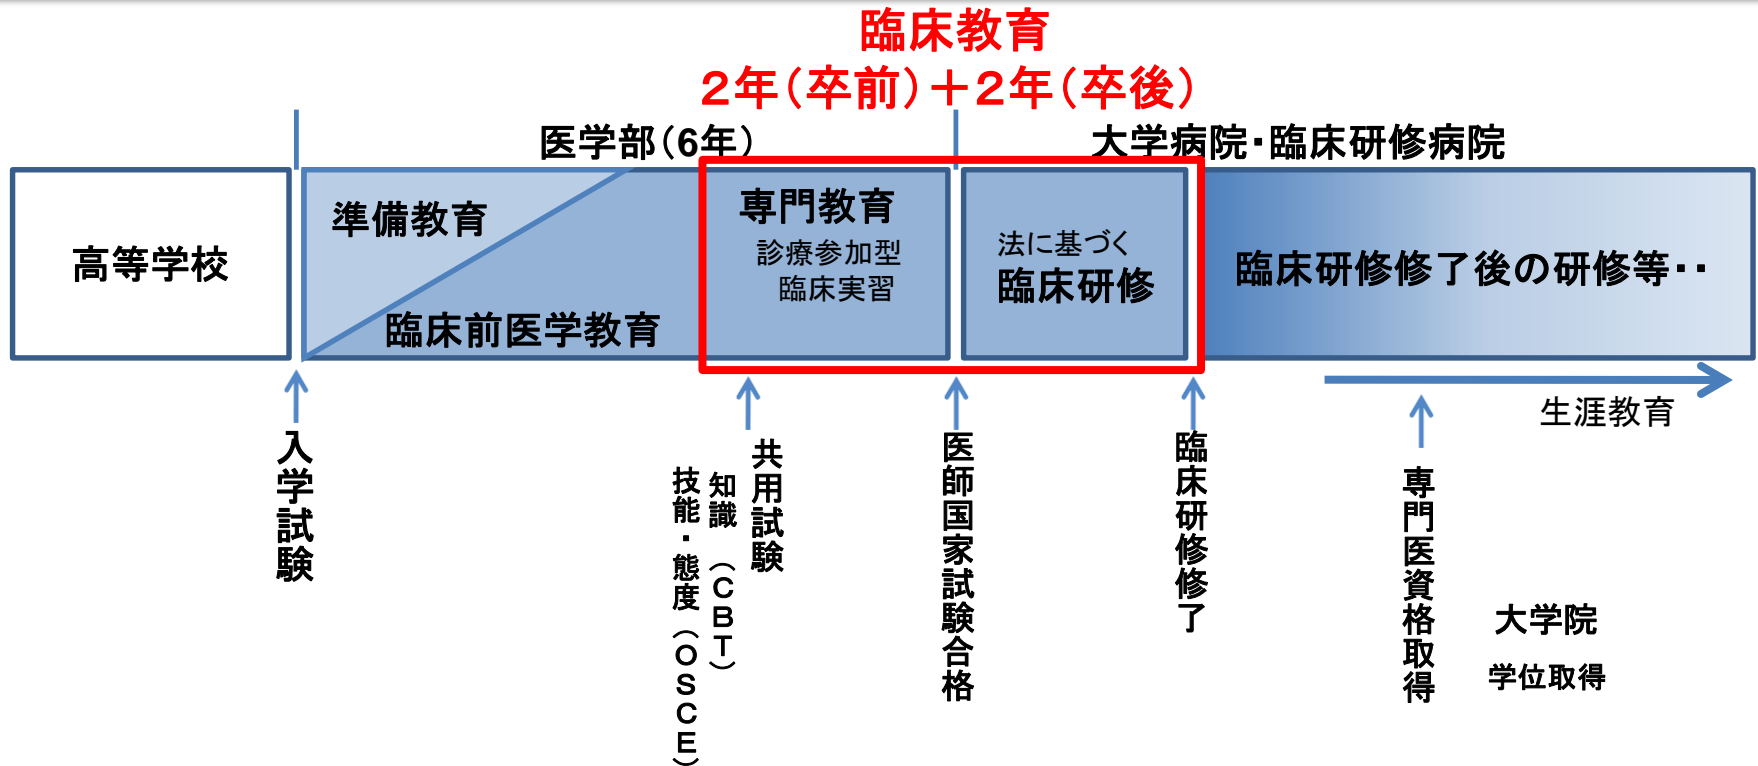 臨床教育
２年（卒前）＋２年（卒後）
医学部（6年）
大学病院・臨床研修病院
高等学校
準備教育
臨床前医学教育
専門教育
診療参加型
臨床実習
法に基づく
臨床研修
臨床研修修了後の研修等・・
生涯教育
入学試験
共用試験
知識　（ＣＢＴ）
技能・態度（ＯＳＣＥ）
医師国家試験合格
臨床研修修了
専門医資格取得
大学院
学位取得